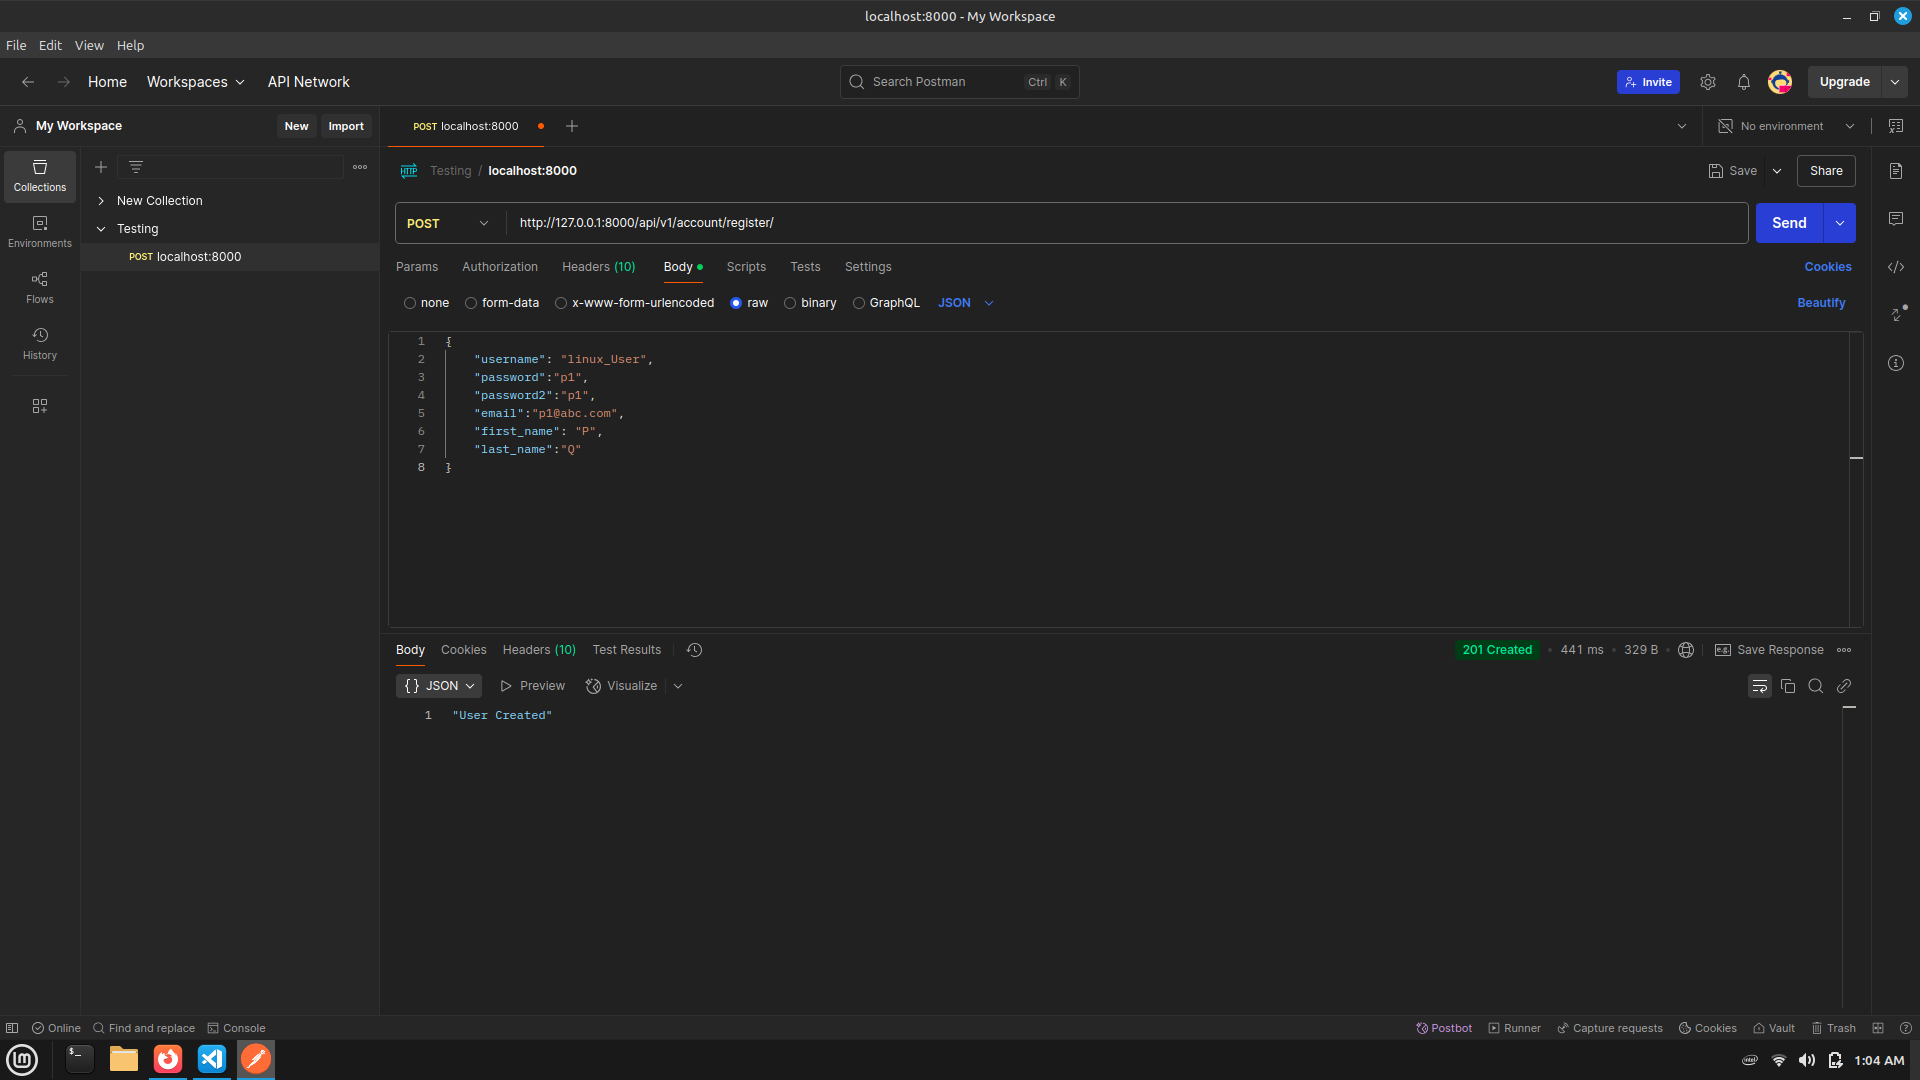 localhost:8000 - My Workspace
File Edit View Help
Home Workspaces API Network
Search Postman Ctrl K
Invite Upgrade
My Workspace New Import
POST localhost:8000
No environment
Collections
Environments
Flows
History
New Collection
Testing
POST localhost:8000
HTTP Testing / localhost:8000
Save Share
POST http://127.0.0.1:8000/api/v1/account/register/ Send
Params Authorization Headers (10) Body Scripts Tests Settings Cookies
none form-data x-www-form-urlencoded raw binary GraphQL JSON Beautify
1 {
2 "username": "linux_User",
3 "password":"p1",
4 "password2":"p1",
5 "email":"p1@abc.com",
6 "first_name": "P",
7 "last_name":"Q"
8 }
Body Cookies Headers (10) Test Results 201 Created • 441 ms • 329 B e.g. Save Response
{} JSON Preview Visualize
1 "User Created"
Online Find and replace Console
Postbot Runner Capture requests Cookies Vault Trash
1:04 AM